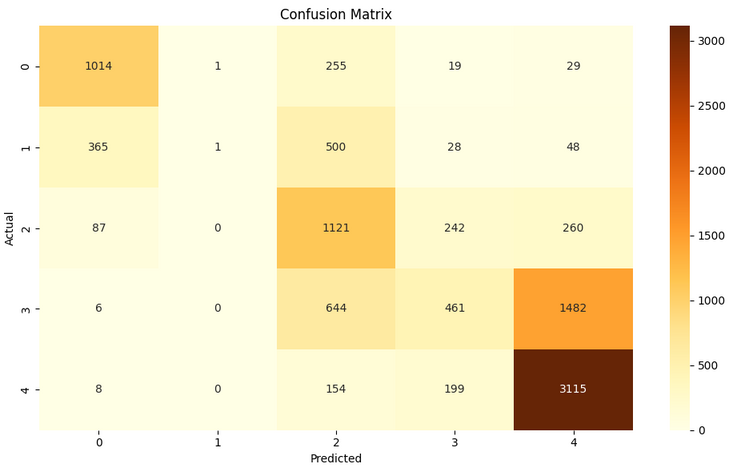 Confusion Matrix
Actual
0 1014 1 255 19 29
1 365 1 500 28 48
2 87 0 1121 242 260
3 6 0 644 461 1482
4 8 0 154 199 3115
0 1 2 3 4
Predicted
3000
2500
2000
1500
1000
500
0